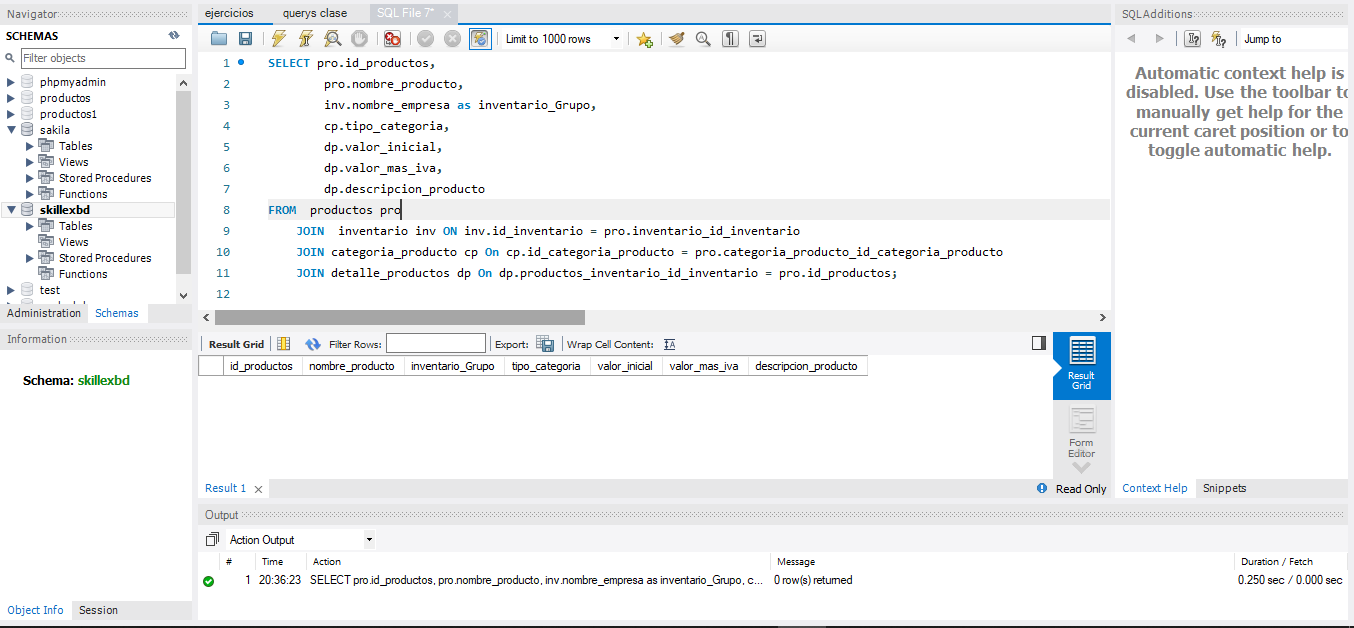 Navigator
SCHEMAS
Filter objects
phpmyadmin
productos
productos1
sakila
Tables
Views
Stored Procedures
Functions
skillexbd
Tables
Views
Stored Procedures
Functions
test
Administration Schemas
Information
Schema: skillexbd
Object Info Session
ejercicios querys clase SQL File 7*
Limit to 1000 rows
1 SELECT pro.id_productos,
2 pro.nombre_producto,
3 inv.nombre_empresa as inventario_Grupo,
4 cp.tipo_categoria,
5 dp.valor_inicial,
6 dp.valor_mas_iva,
7 dp.descripcion_producto
8 FROM productos pro
9 JOIN inventario inv ON inv.id_inventario = pro.inventario_id_inventario
10 JOIN categoria_producto cp On cp.id_categoria_producto = pro.categoria_producto_id_categoria_producto
11 JOIN detalle_productos dp On dp.productos_inventario_id_inventario = pro.id_productos;
12
Result Grid Filter Rows: Export: Wrap Cell Content:
id_productos nombre_producto inventario_Grupo tipo_categoria valor_inicial valor_mas_iva descripcion_producto
Result
Grid
Form
Editor
Result 1 Read Only
Output
Action Output
# Time Action Message Duration / Fetch
1 20:36:23 SELECT pro.id_productos, pro.nombre_producto, inv.nombre_empresa as inventario_Grupo, c... 0 row(s) returned 0.250 sec / 0.000 sec
SQLAdditions
Jump to
Automatic context help is
disabled. Use the toolbar to
manually get help for the
current caret position or to
toggle automatic help.
Context Help Snippets